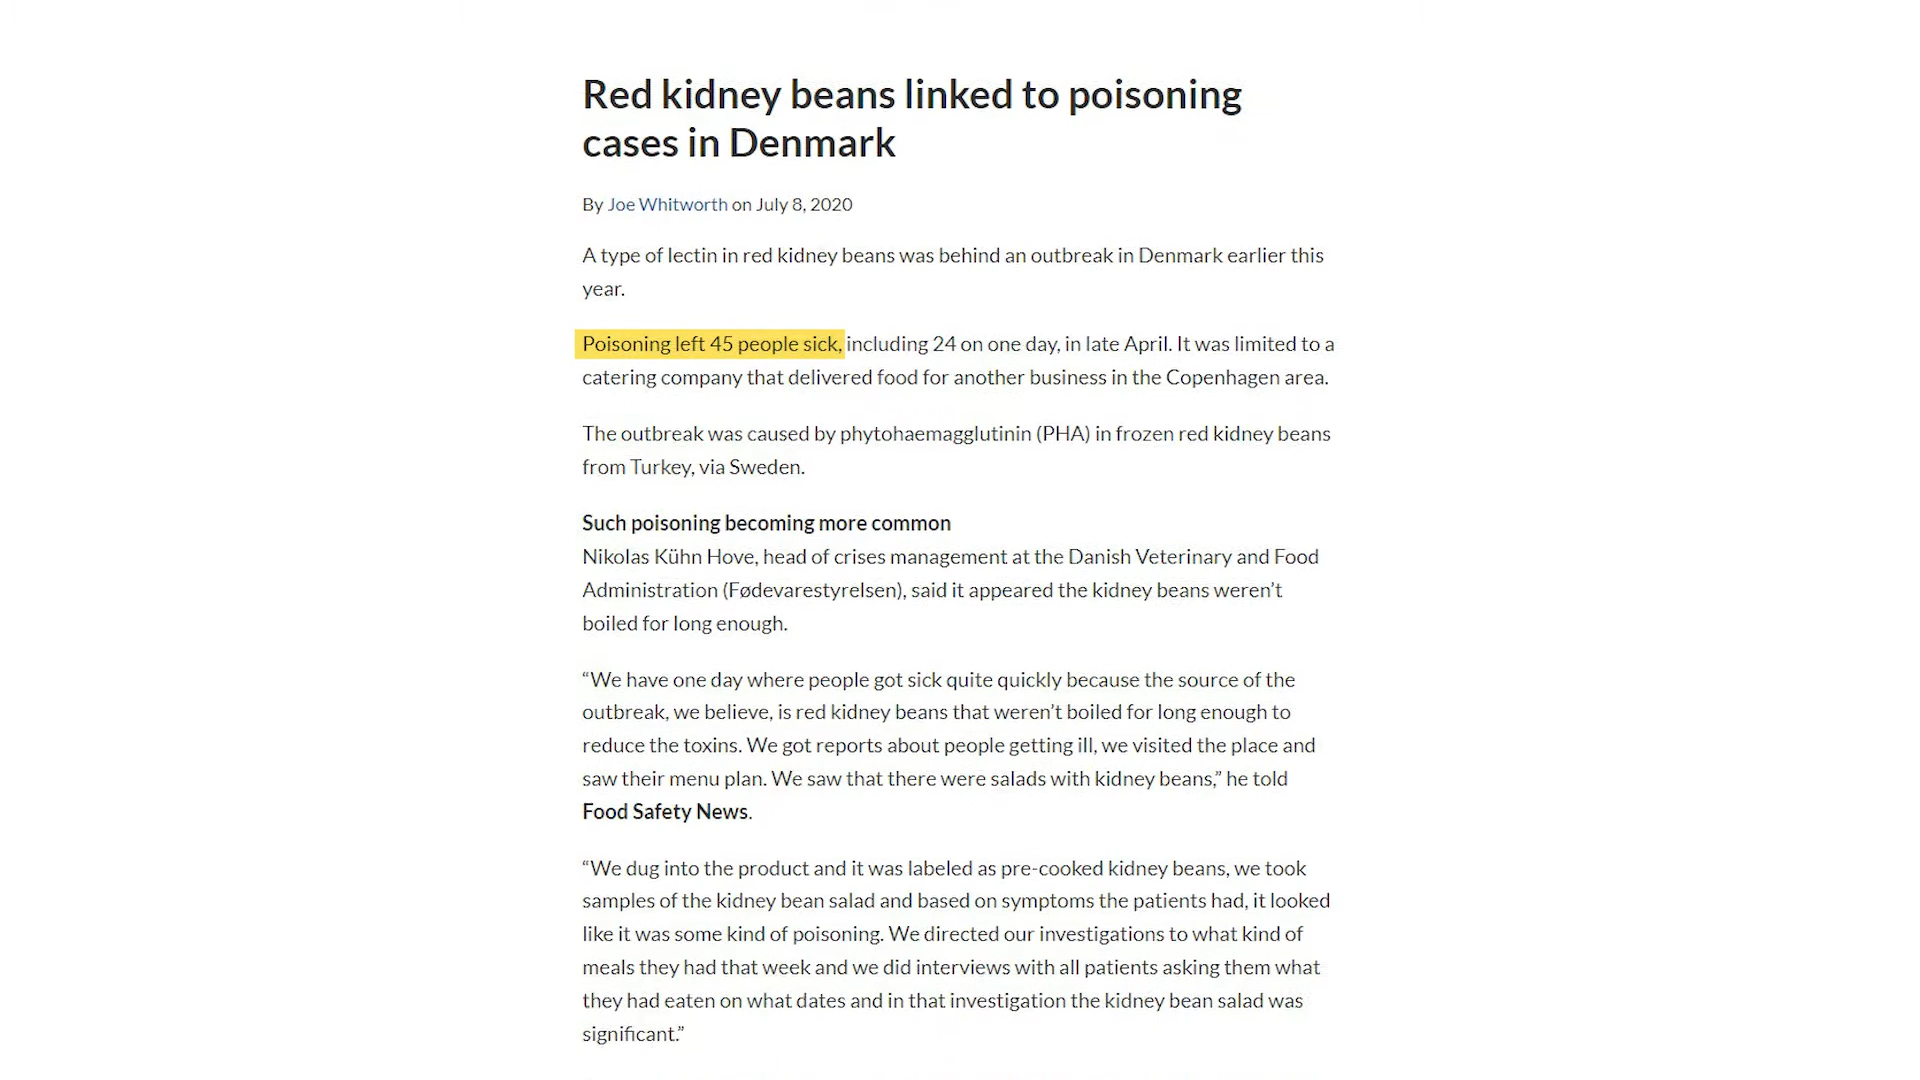 Red kidney beans linked to poisoning
cases in Denmark
By Joe Whitworth on July 8, 2020
A type of lectin in red kidney beans was behind an outbreak in Denmark earlier this
year.
Poisoning left 45 people sick, including 24 on one day, in late April. It was limited to a
catering company that delivered food for another business in the Copenhagen area.
The outbreak was caused by phytohaemagglutinin (PHA) in frozen red kidney beans
from Turkey, via Sweden.
Such poisoning becoming more common
Nikolas Kühn Hove, head of crises management at the Danish Veterinary and Food
Administration (Fødevarestyrelsen), said it appeared the kidney beans weren’t
boiled for long enough.
“We have one day where people got sick quite quickly because the source of the
outbreak, we believe, is red kidney beans that weren’t boiled for long enough to
reduce the toxins. We got reports about people getting ill, we visited the place and
saw their menu plan. We saw that there were salads with kidney beans,” he told
Food Safety News.
“We dug into the product and it was labeled as pre-cooked kidney beans, we took
samples of the kidney bean salad and based on symptoms the patients had, it looked
like it was some kind of poisoning. We directed our investigations to what kind of
meals they had that week and we did interviews with all patients asking them what
they had eaten on what dates and in that investigation the kidney bean salad was
significant.”